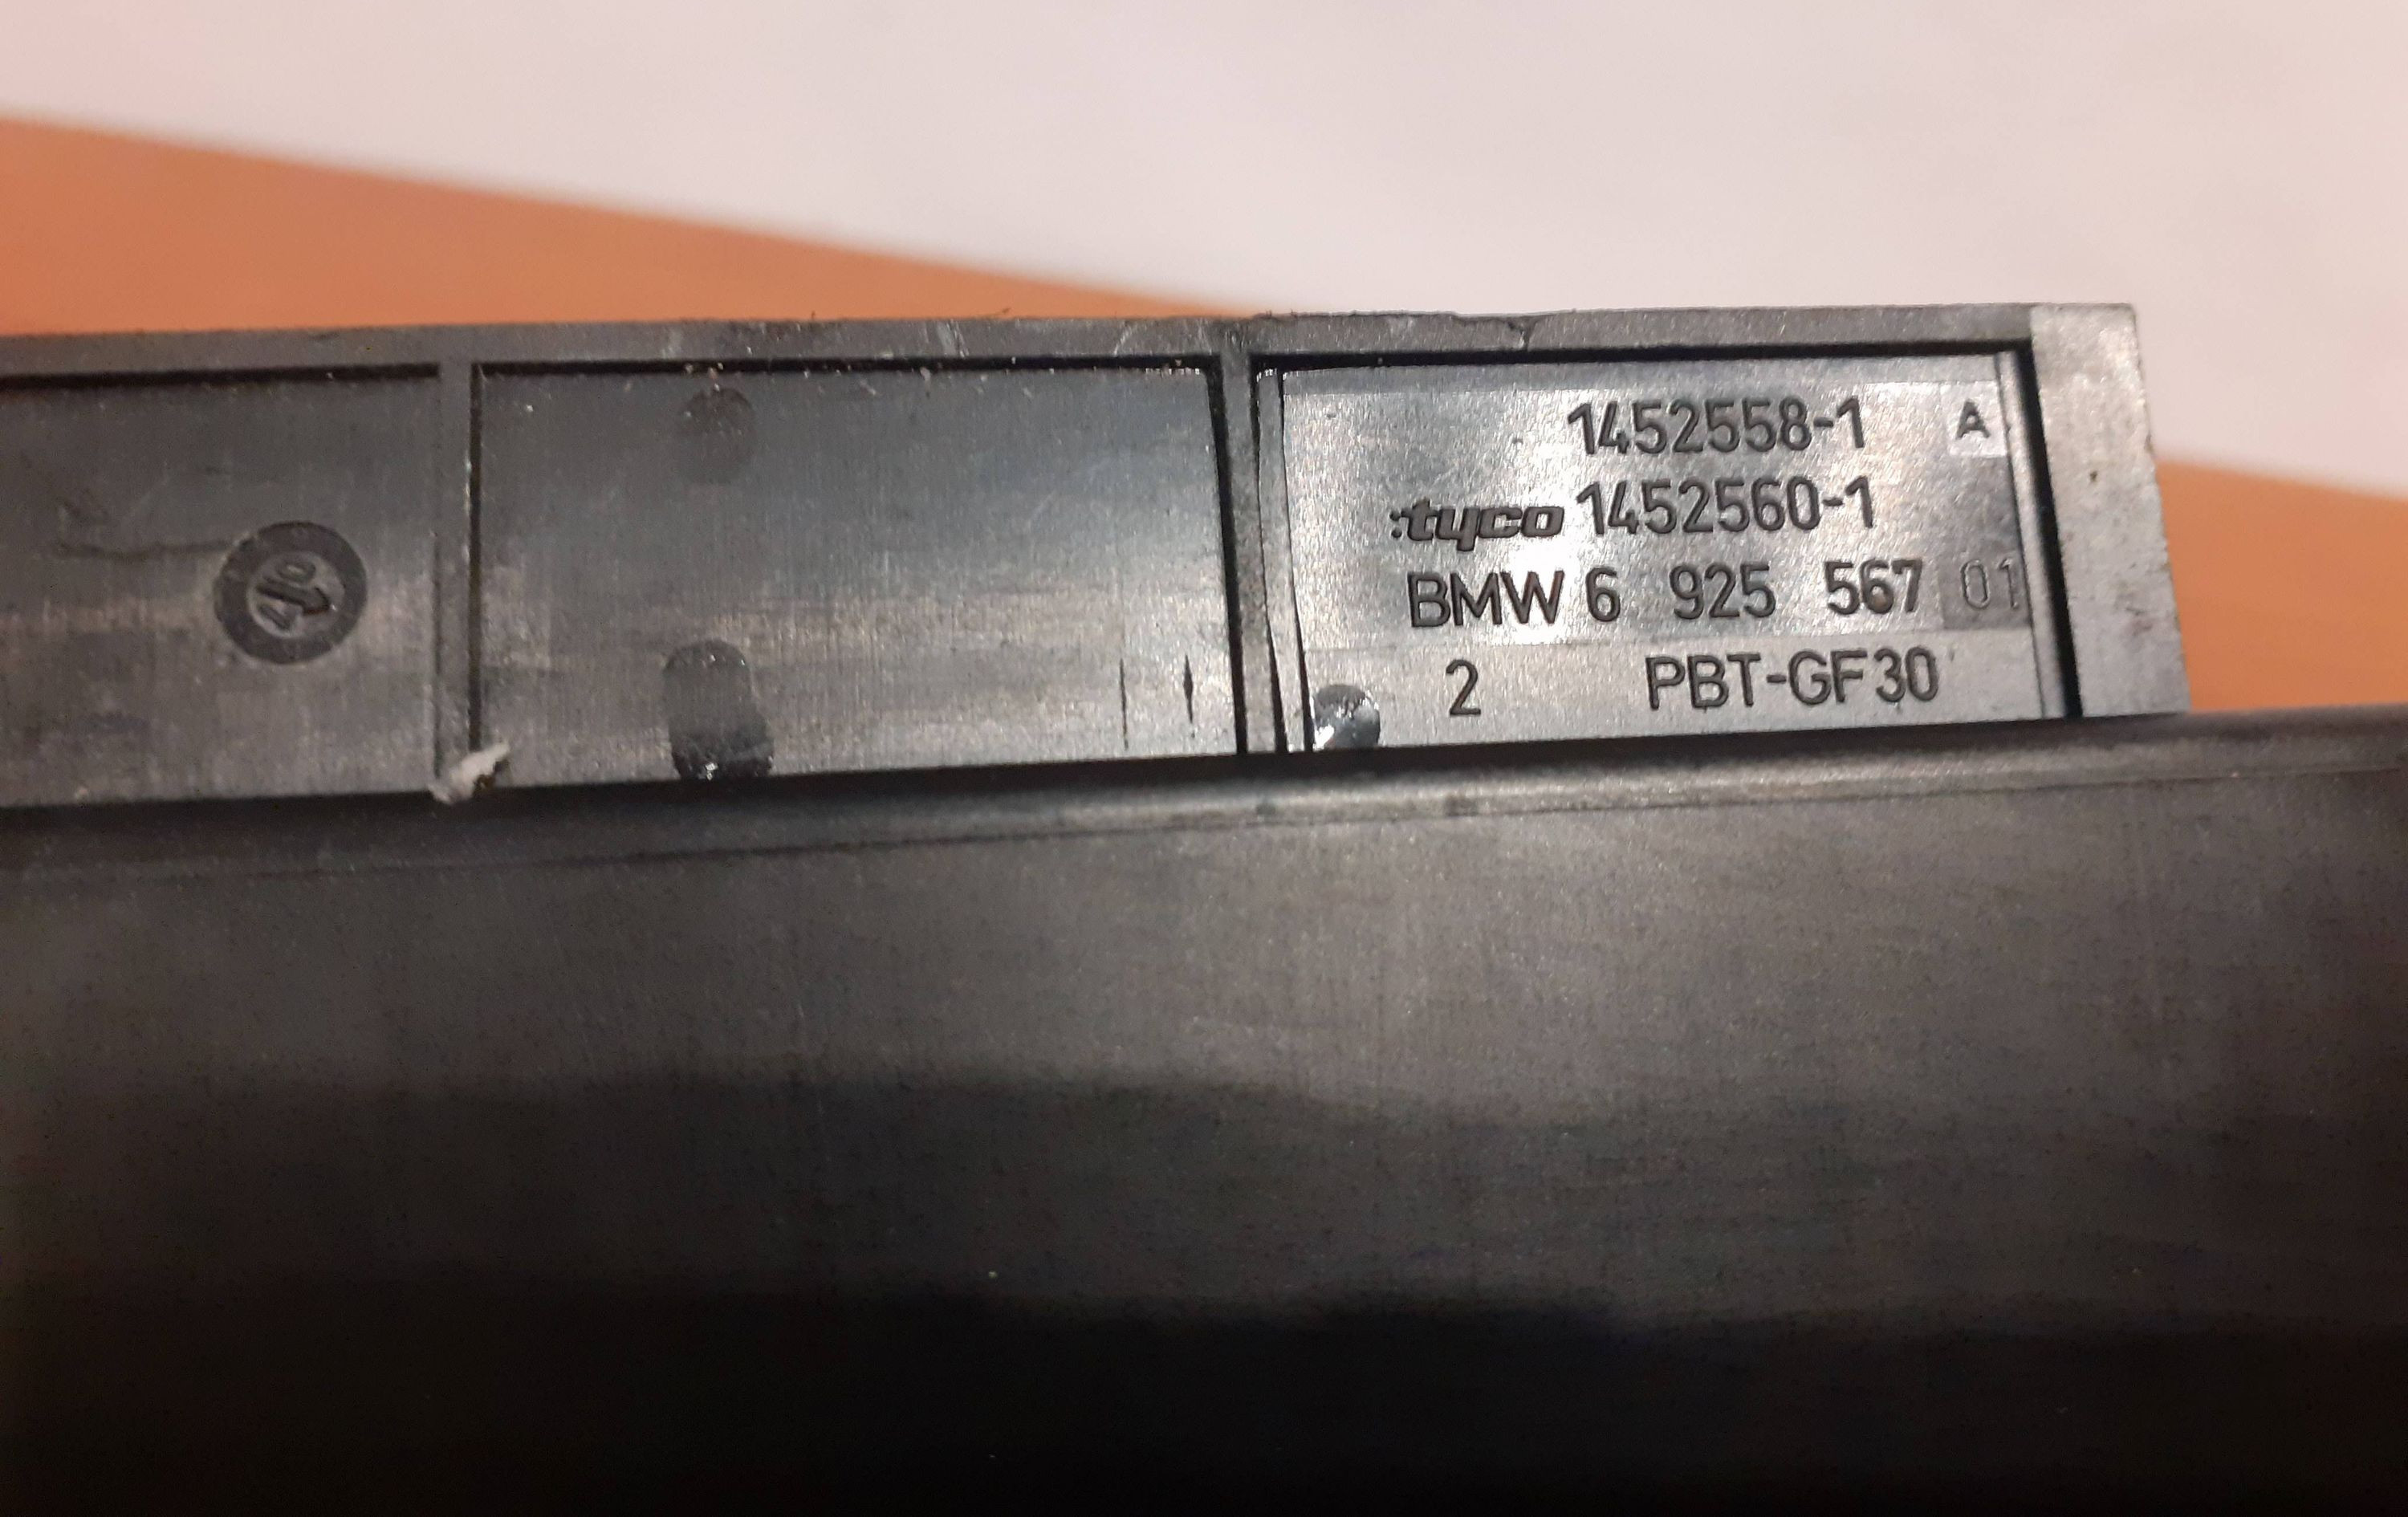 1452558-1 A
:tyco 1452560-1
BMW 6 925 567 01
2 PBT-GF30